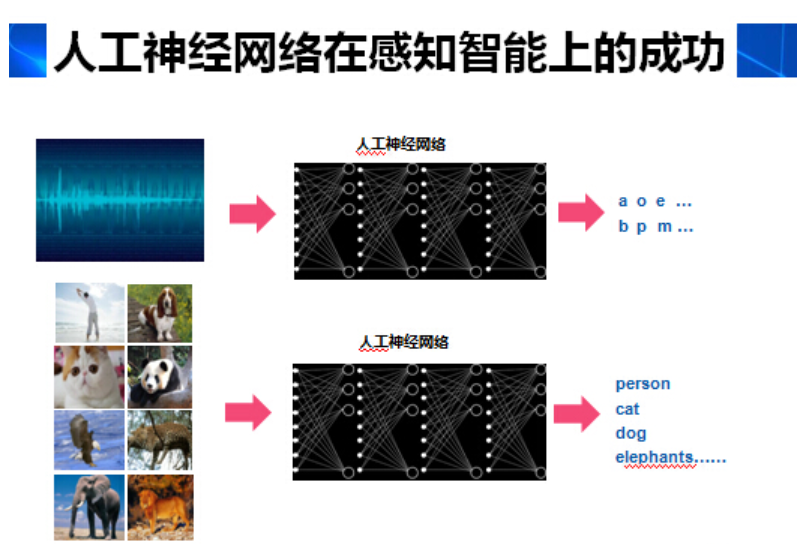 人工神经网络在感知智能上的成功
人工神经网络
a o e ...
b p m ...
人工神经网络
person
cat
dog
elephants......